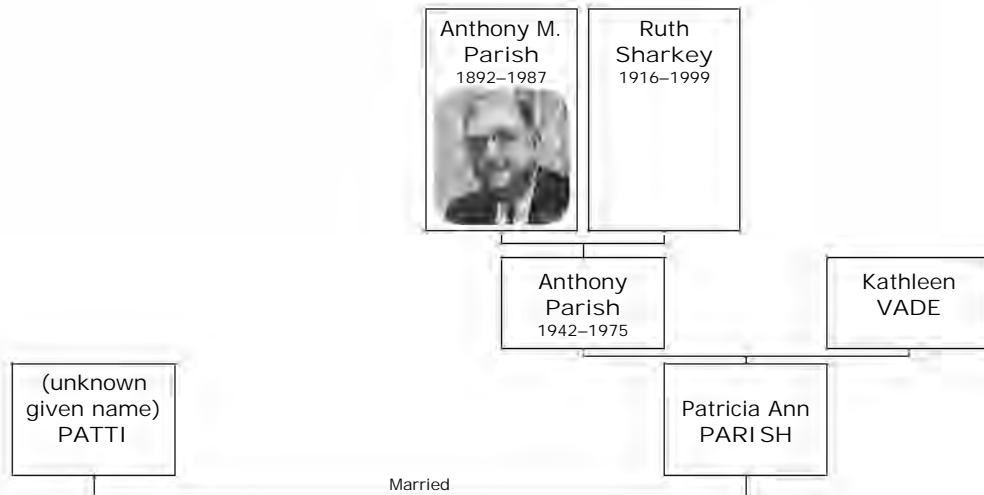 Anthony M.
Parish
1892–1987
Ruth
Sharkey
1916–1999
Anthony
Parish
1942–1975
Kathleen
VADE
(unknown
given name)
PATTI
Patricia Ann
PARISH
Married